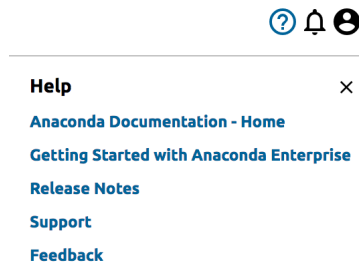 Help
Anaconda Documentation - Home
Getting Started with Anaconda Enterprise
Release Notes
Support
Feedback